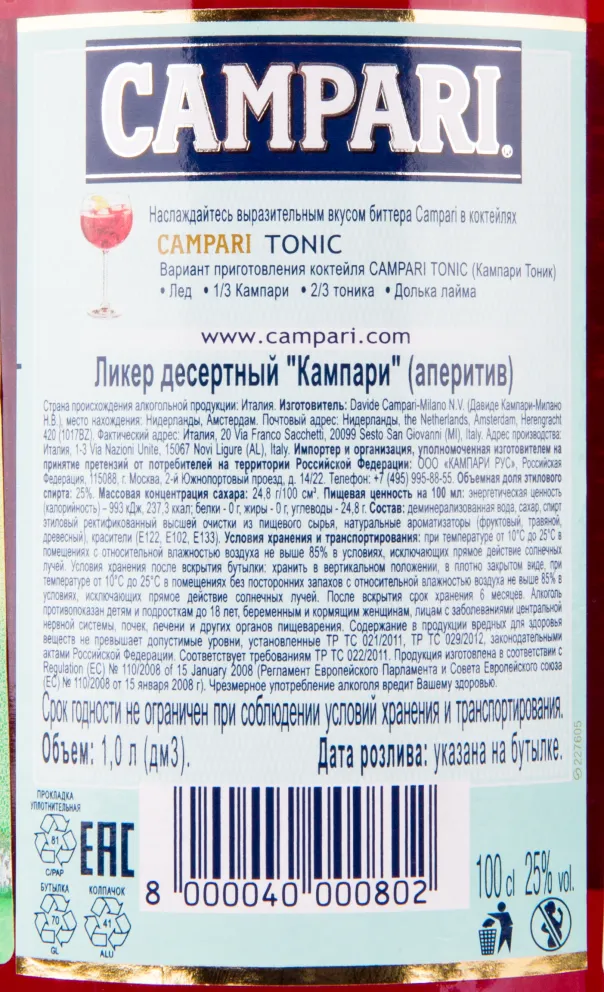 CAMPARI®
Наслаждайтесь выразительным вкусом биттера Campari в коктейлях
CAMPARI TONIC
Вариант приготовления коктейля CAMPARI TONIC (Кампари Тоник)
• Лед • 1/3 Кампари • 2/3 тоника • Долька лайма
www.campari.com
Ликер десертный "Кампари" (аперитив)
Страна происхождения алкогольной продукции: Италия. Изготовитель: Davide Campari-Milano N.V. (Давиде Кампари-Милано
Н.В.), место нахождения: Нидерланды, Амстердам. Почтовый адрес: Нидерланды, the Netherlands, Amsterdam, Herengracht
420 (1017BZ). Фактический адрес: Италия, 20 Via Franco Sacchetti, 20099 Sesto San Giovanni (MI), Italy. Адрес производства:
Италия, 1-3 Via Nazioni Unite, 15067 Novi Ligure (AL), Italy. Импортер и организация, уполномоченная изготовителем на
принятие претензий от потребителей на территории Российской Федерации: ООО «КАМПАРИ РУС», Российская
Федерация, 115088, г. Москва, 2-й Южнопортовый проезд, д. 14/22. Телефон: +7 (495) 995-88-55. Объемная доля этилового
спирта: 25%. Массовая концентрация сахара: 24,8 г/100 см³. Пищевая ценность на 100 мл: энергетическая ценность
(калорийность) – 993 кДж, 237,3 ккал; белки - 0 г, жиры - 0 г, углеводы - 24,8 г. Состав: деминерализованная вода, сахар, спирт
этиловый ректификованный высшей очистки из пищевого сырья, натуральные ароматизаторы (фруктовый, травяной,
древесный), красители (E122, E102, E133). Условия хранения и транспортирования: при температуре от 10°C до 25°C в
помещениях с относительной влажностью воздуха не выше 85% в условиях, исключающих прямое действие солнечных
лучей. Условия хранения после вскрытия бутылки: хранить в вертикальном положении, в плотно закрытом виде, при
температуре от 10°C до 25°C в помещениях без посторонних запахов с относительной влажностью воздуха не выше 85% в
условиях, исключающих прямое действие солнечных лучей. После вскрытия срок хранения 6 месяцев. Алкоголь
противопоказан детям и подросткам до 18 лет, беременным и кормящим женщинам, лицам с заболеваниями центральной
нервной системы, почек, печени и других органов пищеварения. Содержание в продукции вредных для здоровья
веществ не превышает допустимые уровни, установленные ТР ТС 021/2011, ТР ТС 029/2012, законодательными
актами Российской Федерации. Соответствует требованиям ТР ТС 022/2011. Продукция изготовлена в соответствии с
Regulation (EC) № 110/2008 of 15 January 2008 (Регламент Европейского Парламента и Совета Европейского союза
(ЕС) № 110/2008 от 15 января 2008 г). Чрезмерное употребление алкоголя вредит Вашему здоровью.
Срок годности не ограничен при соблюдении условий хранения и транспортирования.
Объем: 1,0 л (дм3). Дата розлива: указана на бутылке.
227605
ПРОКЛАДКА
УПЛОТНИТЕЛЬНАЯ
81
C/PAP
EAC
БУТЫЛКА
70
GL
КОЛПАЧОК
41
ALU
8 000040 000802
100 cl 25% vol.